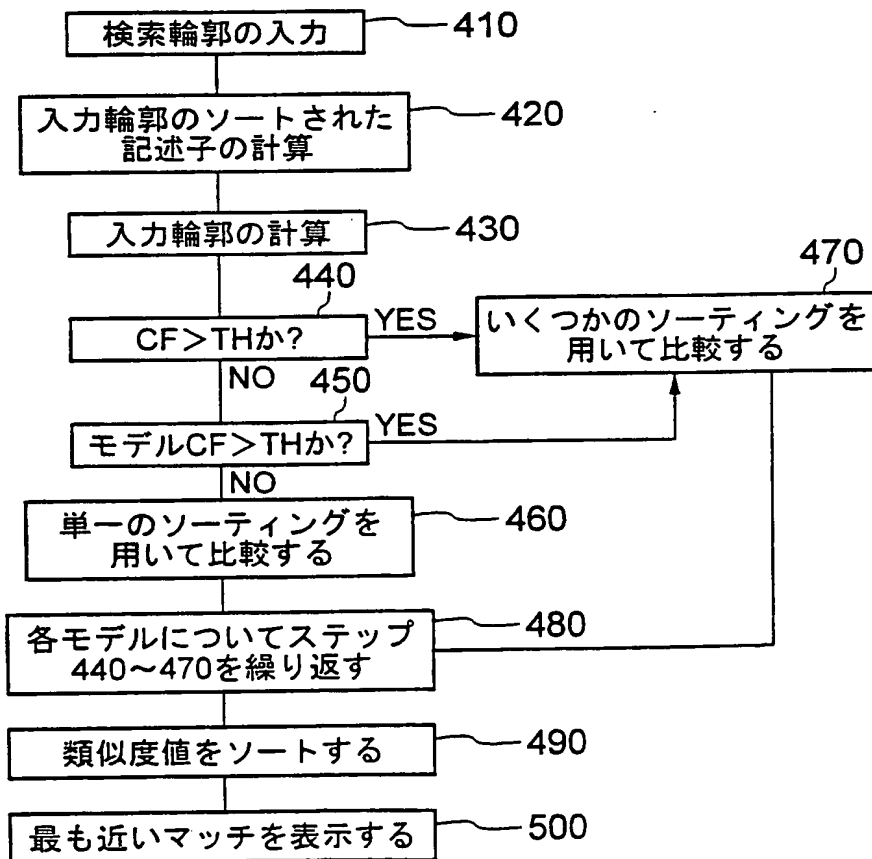 検索輪郭の入力
410
入力輪郭のソートされた
記述子の計算
420
入力輪郭の計算
430
440
CF>THか?
YES
470
いくつかのソーティングを
用いて比較する
NO
450
モデルCF>THか?
YES
NO
単一のソーティングを
用いて比較する
460
各モデルについてステップ
440~470を繰り返す
480
類似度値をソートする
490
最も近いマッチを表示する
500